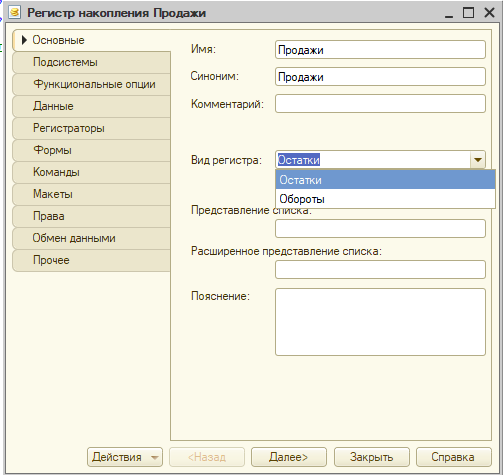 Регистр накопления Продажи
Основные
Подсистемы
Функциональные опции
Данные
Регистраторы
Формы
Команды
Макеты
Права
Обмен данными
Прочее
Имя: Продажи
Синоним: Продажи
Комментарий:
Вид регистра: Остатки
Остатки
Обороты
Представление списка:
Расширенное представление списка:
Пояснение:
Действия <Назад Далее> Закрыть Справка